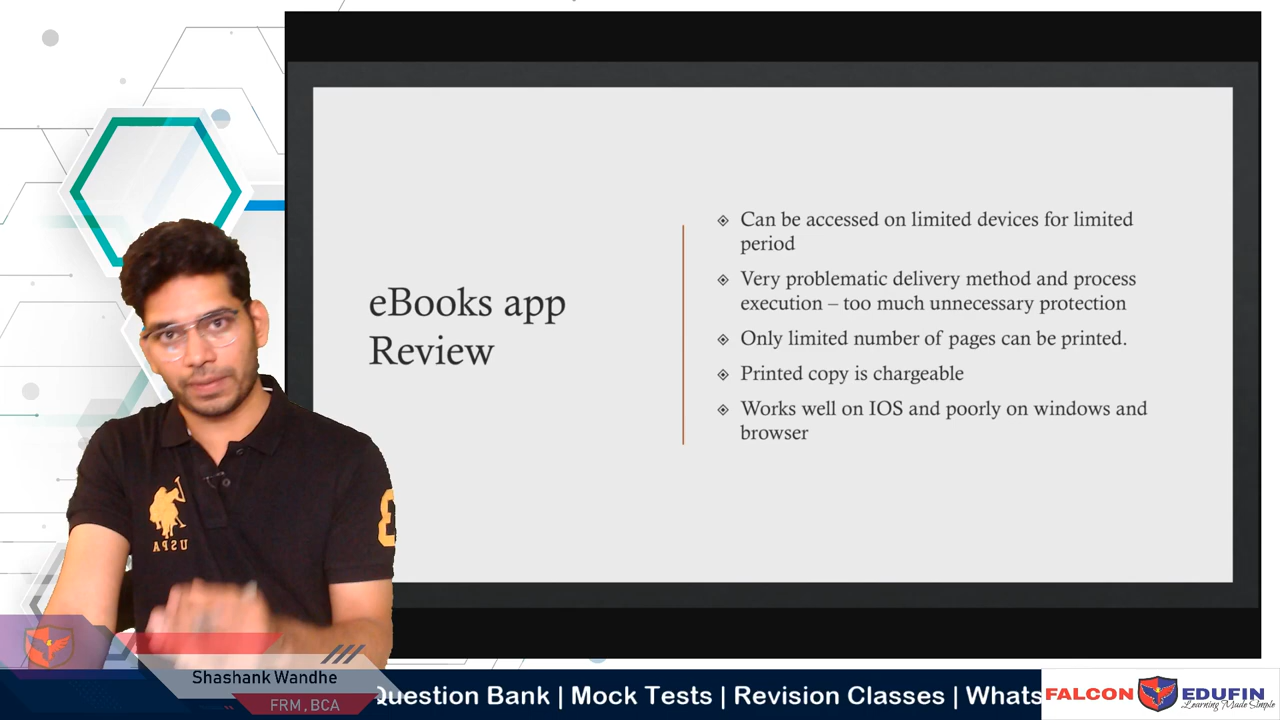 eBooks app
Review
Can be accessed on limited devices for limited
period
Very problematic delivery method and process
execution – too much unnecessary protection
Only limited number of pages can be printed.
Printed copy is chargeable
Works well on IOS and poorly on windows and
browser
USPA
3
Shashank Wandhe
FRM , BCA
Question Bank | Mock Tests | Revision Classes | Whats
FALCON EDUFIN
Learning Made Simple